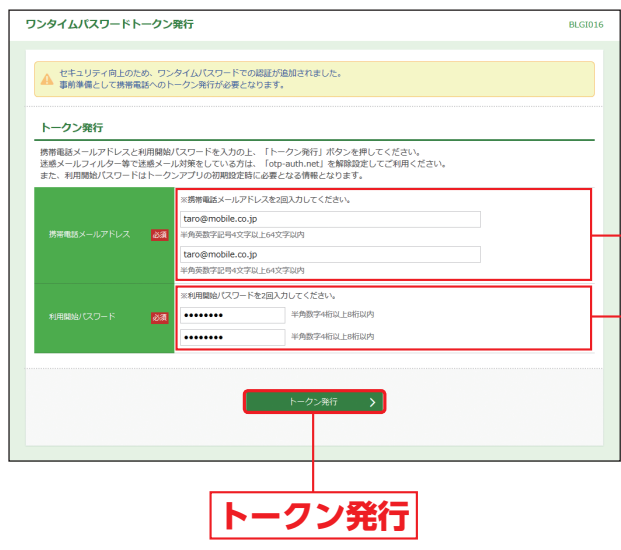 ワンタイムパスワードトークン発行
BLGI016
セキュリティ向上のため、ワンタイムパスワードでの認証が追加されました。
事前準備として携帯電話へのトークン発行が必要となります。
トークン発行
携帯電話メールアドレスと利用開始パスワードを入力の上、「トークン発行」ボタンを押してください。
迷惑メールフィルター等で迷惑メール対策をしている方は、「otp-auth.net」を解除設定してご利用ください。
また、利用開始パスワードはトークンアプリの初期設定時に必要となる情報となります。
携帯電話メールアドレス 必須
※携帯電話メールアドレスを2回入力してください。
taro@mobile.co.jp
半角英数字記号4文字以上64文字以内
taro@mobile.co.jp
半角英数字記号4文字以上64文字以内
利用開始パスワード 必須
※利用開始パスワードを2回入力してください。
●●●●●●●● 半角数字4桁以上8桁以内
●●●●●●●● 半角数字4桁以上8桁以内
トークン発行
トークン発行